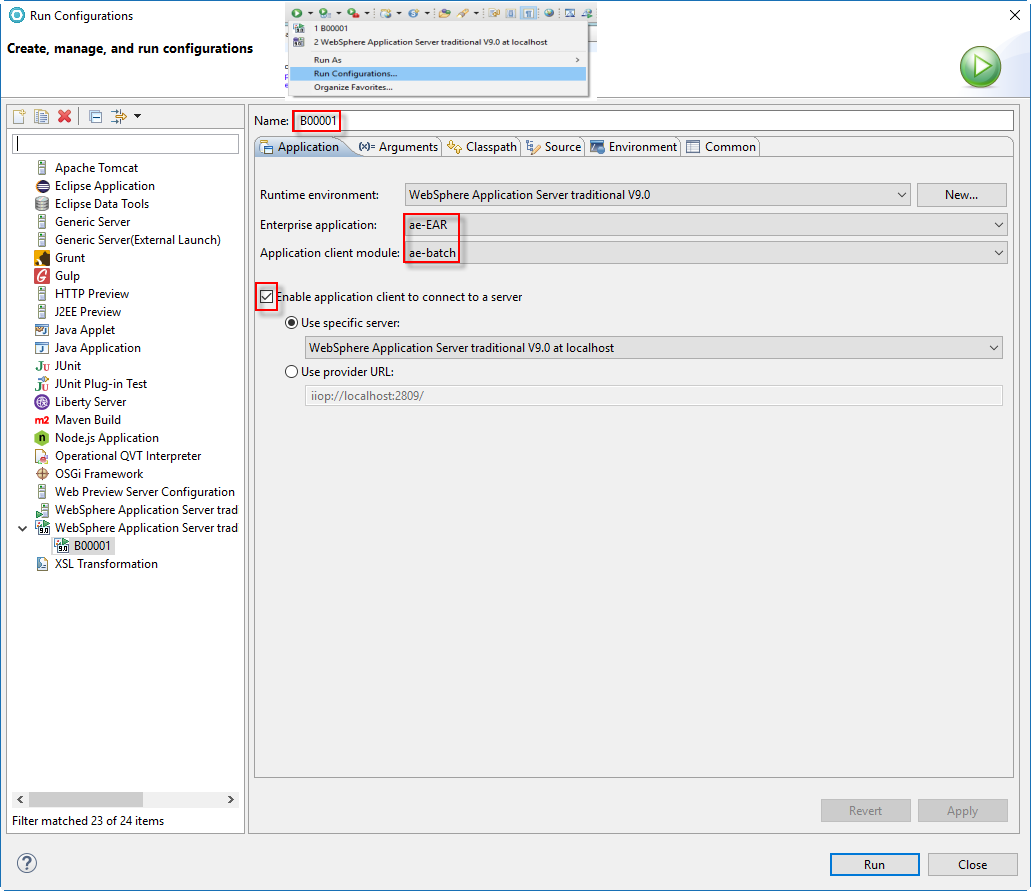 Run Configurations
Create, manage, and run configurations
1 B00001
2 WebSphere Application Server traditional V9.0 at localhost
Run As
Run Configurations...
Organize Favorites...
Apache Tomcat
Eclipse Application
Eclipse Data Tools
Generic Server
Generic Server(External Launch)
Grunt
Gulp
HTTP Preview
J2EE Preview
Java Applet
Java Application
JUnit
JUnit Plug-in Test
Liberty Server
Maven Build
Node.js Application
Operational QVT Interpreter
OSGi Framework
Web Preview Server Configuration
WebSphere Application Server trad
WebSphere Application Server trad
B00001
XSL Transformation
Filter matched 23 of 24 items
Name: B00001
Application (x)= Arguments Classpath Source Environment Common
Runtime environment: WebSphere Application Server traditional V9.0 New...
Enterprise application: ae-EAR
Application client module: ae-batch
Enable application client to connect to a server
Use specific server:
WebSphere Application Server traditional V9.0 at localhost
Use provider URL:
iiop://localhost:2809/
Revert Apply
Run Close